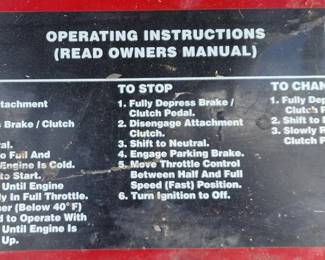 OPERATING INSTRUCTIONS
(READ OWNERS MANUAL)
ttachment
Brake / Clutch
ral.
o Full And
Engine Is Cold.
to Start.
Until Engine
ly In Full Throttle.
er (Below 40°F)
d to Operate With
Until Engine Is
Up.
TO STOP
1. Fully Depress Brake /
Clutch Pedal.
2. Disengage Attachment
Clutch.
3. Shift to Neutral.
4. Engage Parking Brake.
5. Move Throttle Control
Between Half And Full
Speed (Fast) Position.
6. Turn Ignition to Off.
TO CHAN
1. Fully Dep
Clutch P
2. Shift to
3. Slowly R
Clutch P